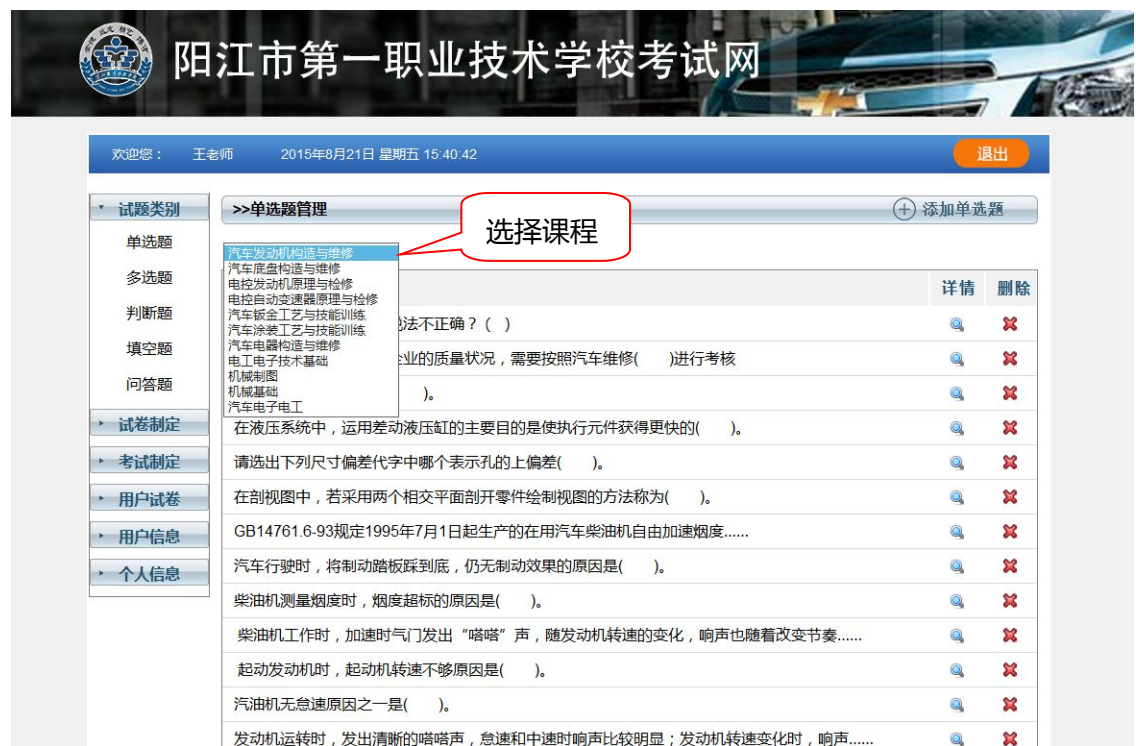 阳江市第一职业技术学校考试网
欢迎您： 王老师 2015年8月21日 星期五 15:40:42 退出
试题类别
单选题
多选题
判断题
填空题
问答题
试卷制定
考试制定
用户试卷
用户信息
个人信息
>>单选题管理 添加单选题
选择课程
汽车发动机构造与维修
汽车底盘构造与维修
电控发动机原理与检修
电控自动变速器原理与检修
汽车钣金工艺与技能训练
汽车涂装工艺与技能训练
汽车电器构造与维修
电工电子技术基础
机械制图
机械基础
汽车电子电工
详情 删除
说法不正确？( )
企业的质量状况，需要按照汽车维修( )进行考核
)。
在液压系统中，运用差动液压缸的主要目的是使执行元件获得更快的( )。
请选出下列尺寸偏差代字中哪个表示孔的上偏差( )。
在剖视图中，若采用两个相交平面剖开零件绘制视图的方法称为( )。
GB14761.6-93规定1995年7月1日起生产的在用汽车柴油机自由加速烟度......
汽车行驶时，将制动踏板踩到底，仍无制动效果的原因是( )。
柴油机测量烟度时，烟度超标的原因是( )。
柴油机工作时，加速时气门发出“嗒嗒”声，随发动机转速的变化，响声也随着改变节奏......
起动发动机时，起动机转速不够原因是( )。
汽油机无怠速原因之一是( )。
发动机运转时，发出清晰的嗒嗒声，怠速和中速时响声比较明显；发动机转速变化时，响声......